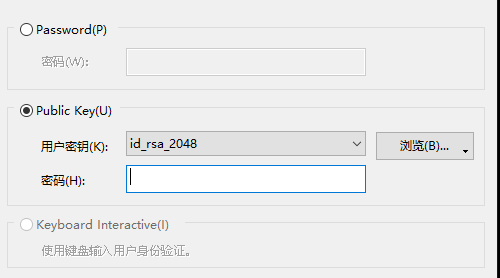 Password(P)
密码(W):
Public Key(U)
用户密钥(K):
id_rsa_2048
浏览(B)...
密码(H):
Keyboard Interactive(I)
使用键盘输入用户身份验证。